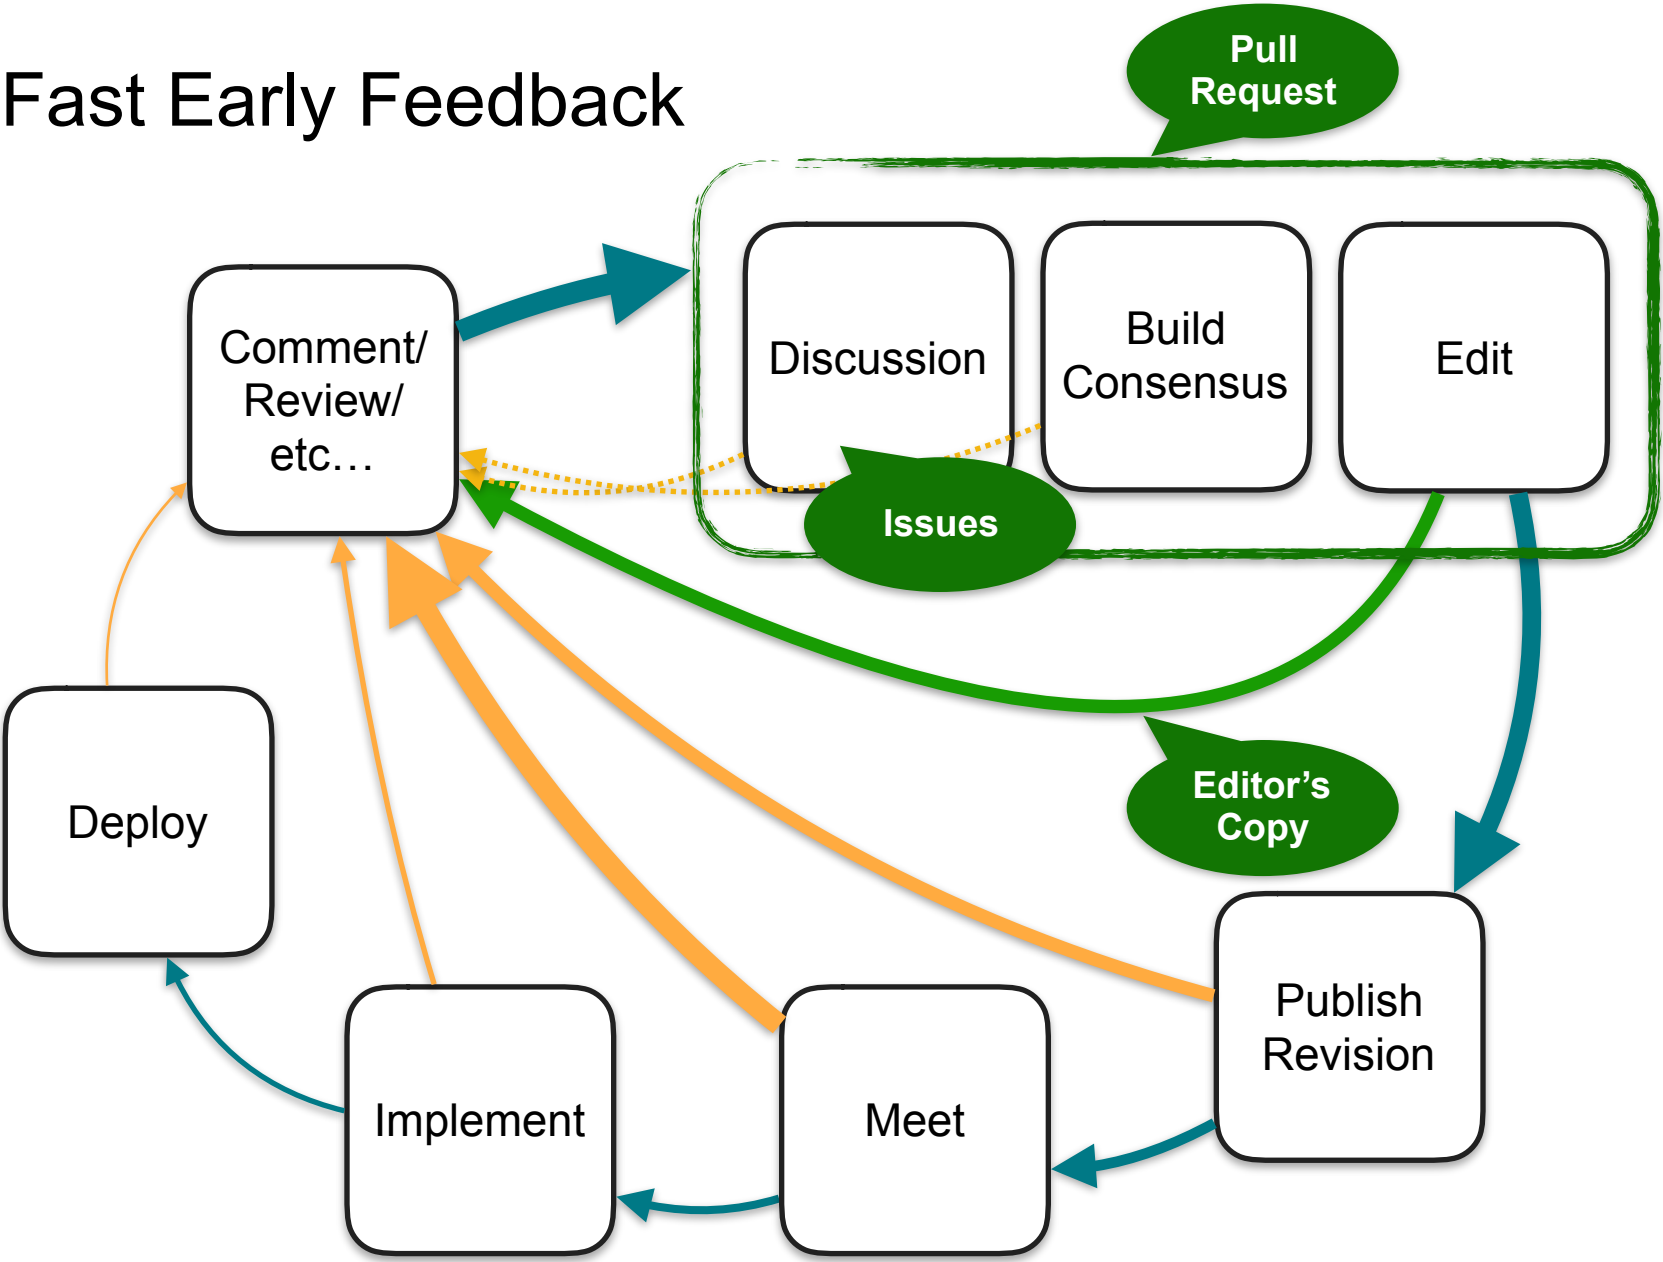 Fast Early Feedback
Pull
Request
Comment/
Review/
etc…
Discussion
Build
Consensus
Edit
Issues
Editor’s
Copy
Deploy
Implement
Meet
Publish
Revision